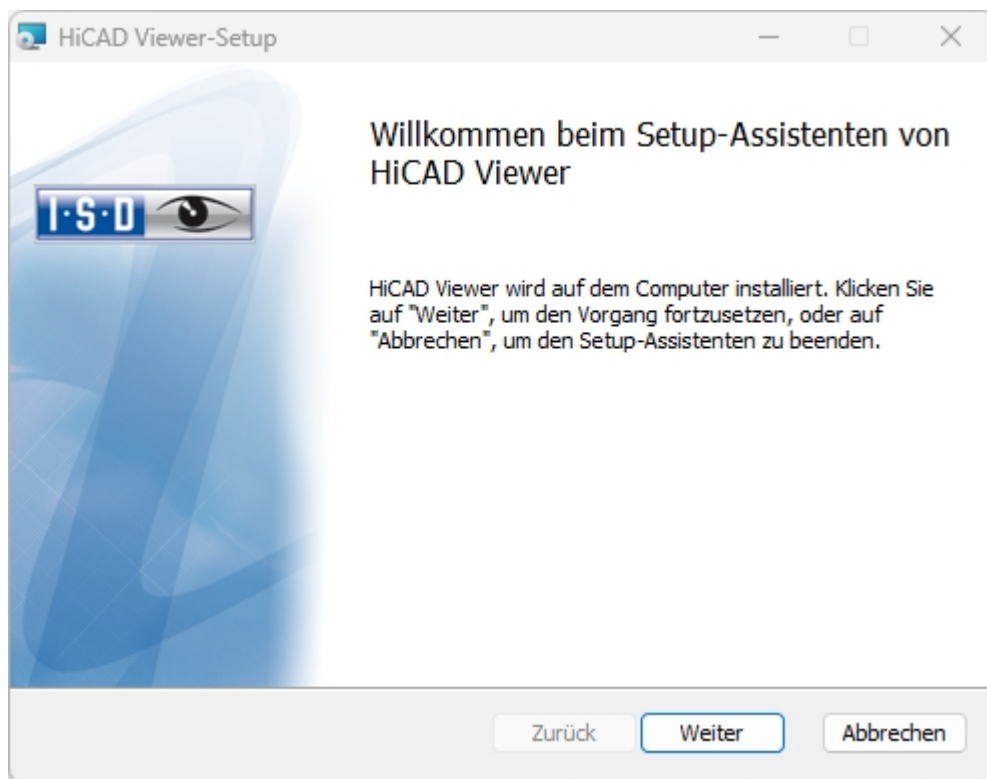 HiCAD Viewer-Setup
Willkommen beim Setup-Assistenten von
HiCAD Viewer
I·S·D
HiCAD Viewer wird auf dem Computer installiert. Klicken Sie
auf "Weiter", um den Vorgang fortzusetzen, oder auf
"Abbrechen", um den Setup-Assistenten zu beenden.
Zurück
Weiter
Abbrechen